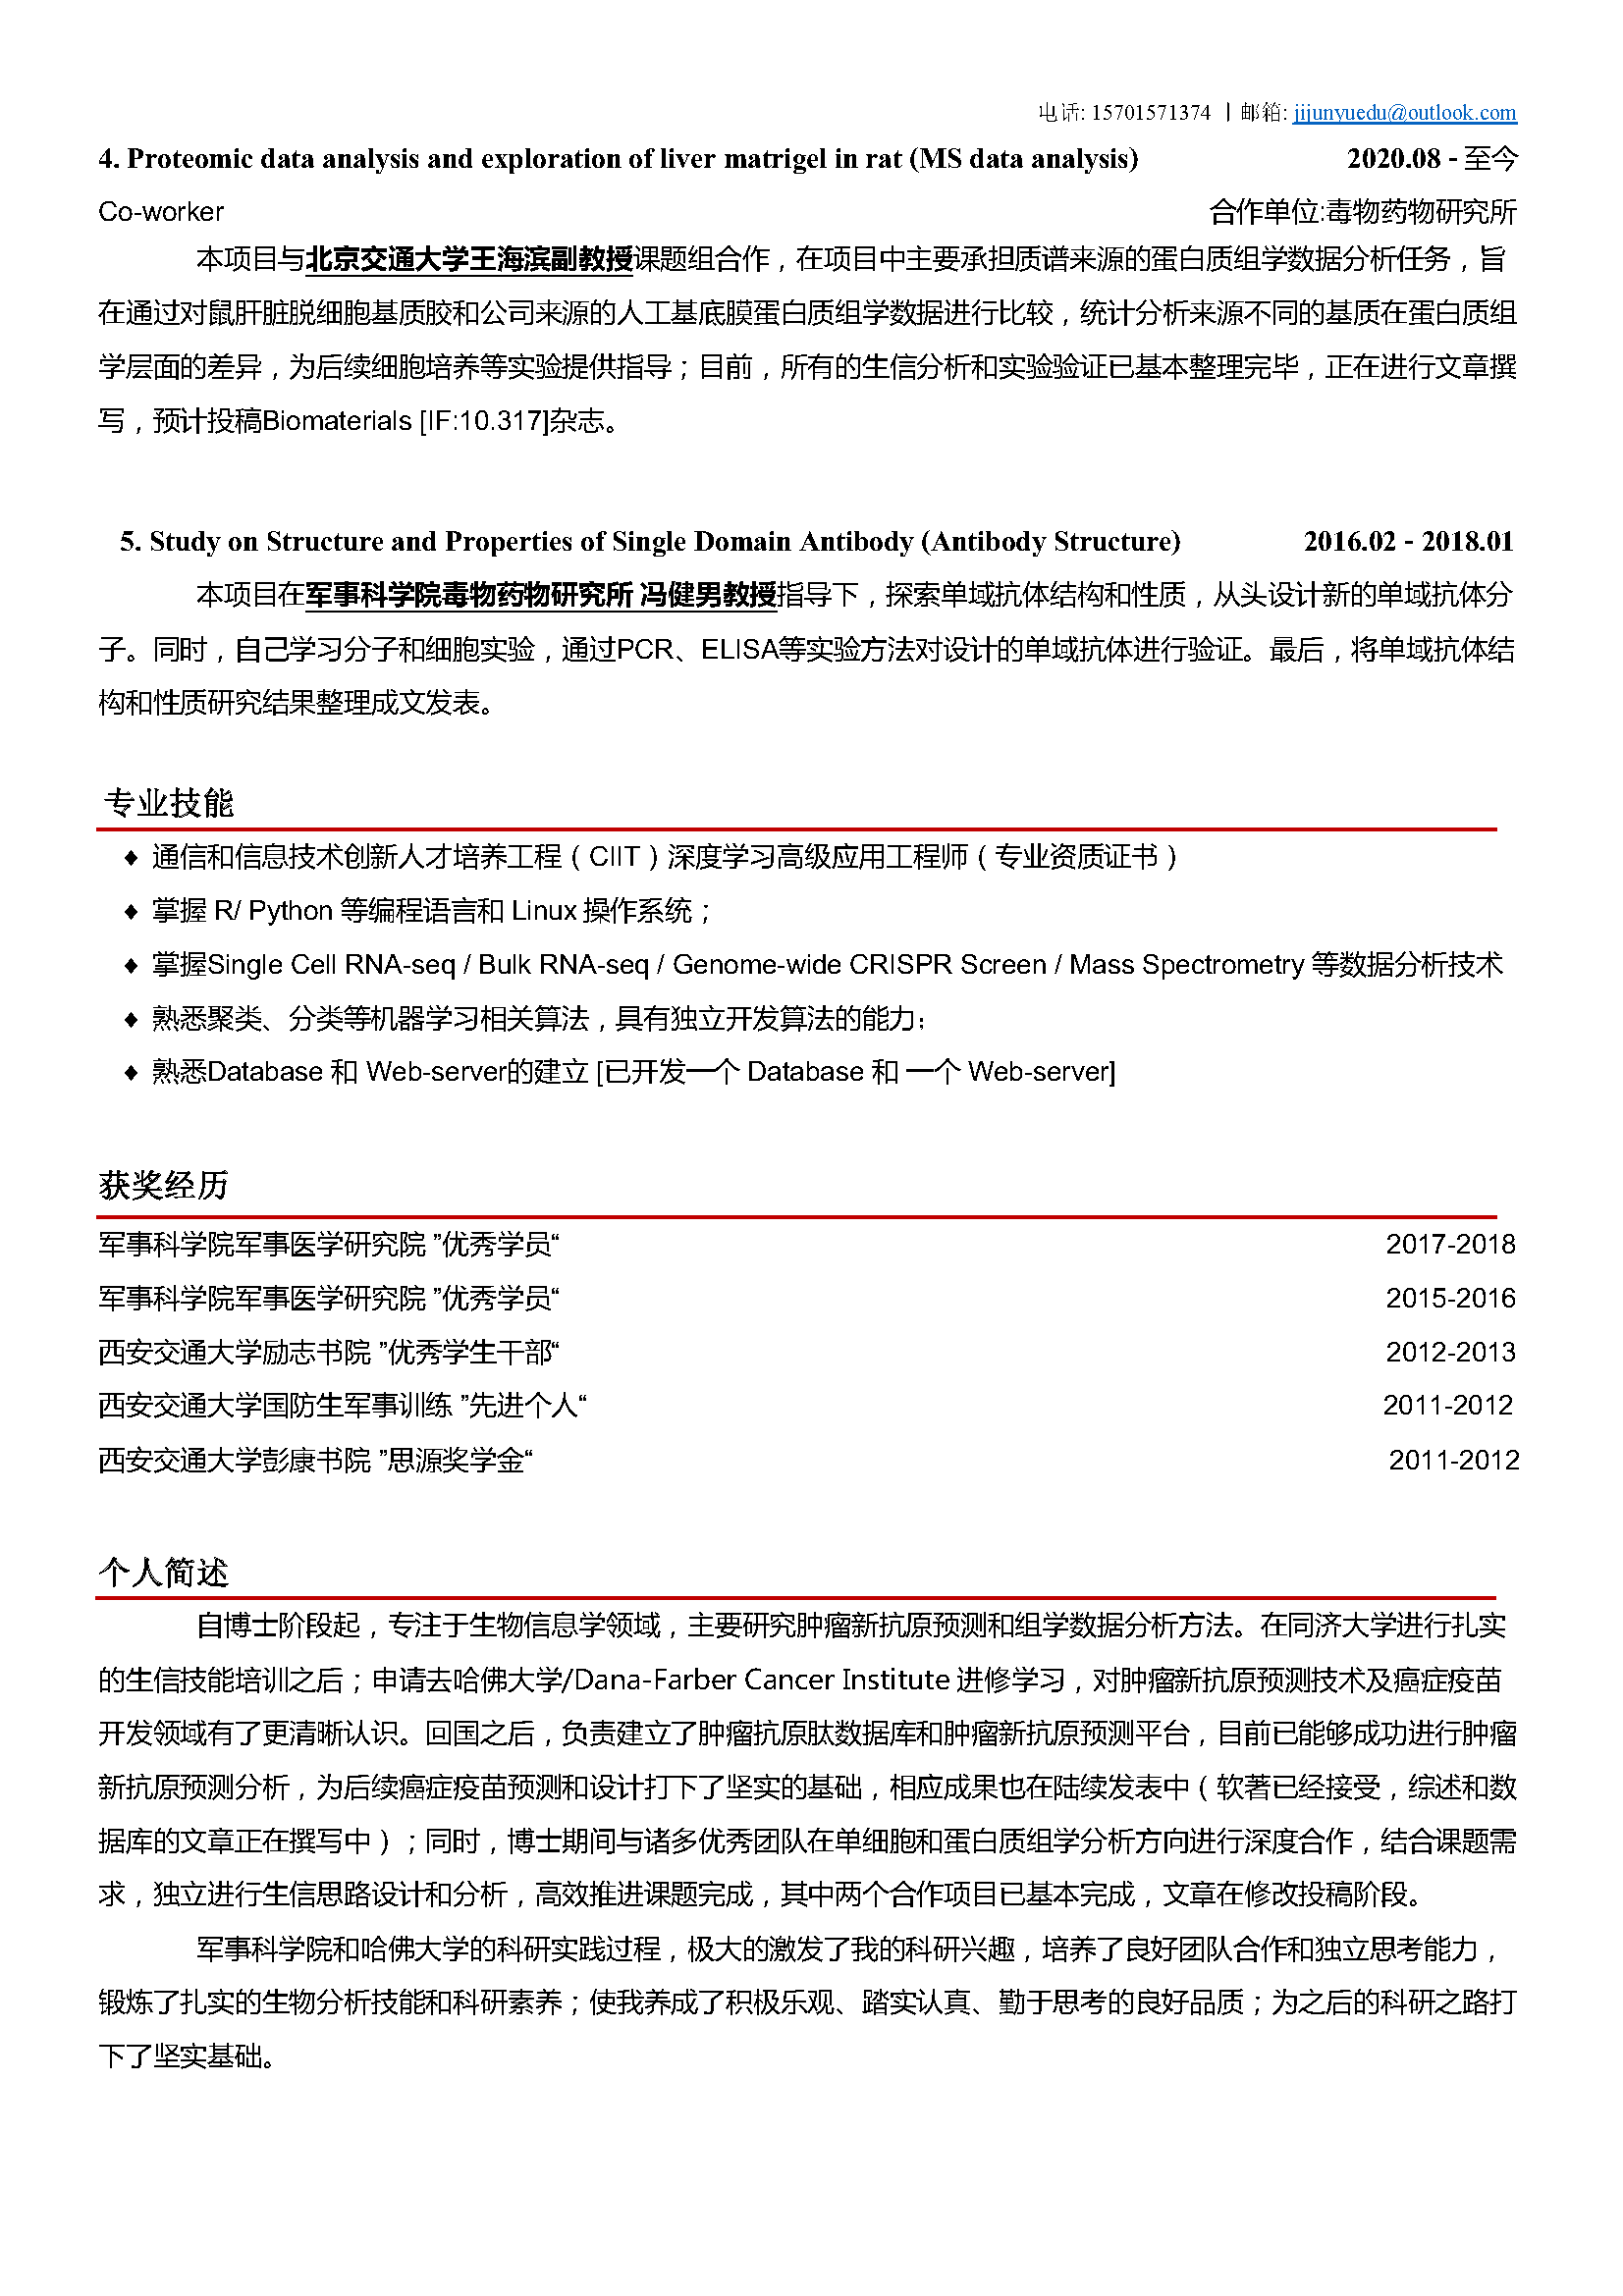 电话: 15701571374 | 邮箱: jijunyuedu@outlook.com
4. Proteomic data analysis and exploration of liver matrigel in rat (MS data analysis) 2020.08 - 至今
Co-worker 合作单位:毒物药物研究所
本项目与北京交通大学王海滨副教授课题组合作，在项目中主要承担质谱来源的蛋白质组学数据分析任务，旨
在通过对鼠肝脏脱细胞基质胶和公司来源的人工基底膜蛋白质组学数据进行比较，统计分析来源不同的基质在蛋白质组
学层面的差异，为后续细胞培养等实验提供指导；目前，所有的生信分析和实验验证已基本整理完毕，正在进行文章撰
写，预计投稿Biomaterials [IF:10.317]杂志。
5. Study on Structure and Properties of Single Domain Antibody (Antibody Structure) 2016.02 - 2018.01
本项目在军事科学院毒物药物研究所 冯健男教授指导下，探索单域抗体结构和性质，从头设计新的单域抗体分
子。同时，自己学习分子和细胞实验，通过PCR、ELISA等实验方法对设计的单域抗体进行验证。最后，将单域抗体结
构和性质研究结果整理成文发表。
专业技能
♦ 通信和信息技术创新人才培养工程（CIIT）深度学习高级应用工程师（专业资质证书）
♦ 掌握 R/ Python 等编程语言和 Linux 操作系统；
♦ 掌握Single Cell RNA-seq / Bulk RNA-seq / Genome-wide CRISPR Screen / Mass Spectrometry 等数据分析技术
♦ 熟悉聚类、分类等机器学习相关算法，具有独立开发算法的能力；
♦ 熟悉Database 和 Web-server的建立 [已开发一个 Database 和 一个 Web-server]
获奖经历
军事科学院军事医学研究院 ”优秀学员“ 2017-2018
军事科学院军事医学研究院 ”优秀学员“ 2015-2016
西安交通大学励志书院 ”优秀学生干部“ 2012-2013
西安交通大学国防生军事训练 ”先进个人“ 2011-2012
西安交通大学彭康书院 ”思源奖学金“ 2011-2012
个人简述
自博士阶段起，专注于生物信息学领域，主要研究肿瘤新抗原预测和组学数据分析方法。在同济大学进行扎实
的生信技能培训之后；申请去哈佛大学/Dana-Farber Cancer Institute 进修学习，对肿瘤新抗原预测技术及癌症疫苗
开发领域有了更清晰认识。回国之后，负责建立了肿瘤抗原肽数据库和肿瘤新抗原预测平台，目前已能够成功进行肿瘤
新抗原预测分析，为后续癌症疫苗预测和设计打下了坚实的基础，相应成果也在陆续发表中（软著已经接受，综述和数
据库的文章正在撰写中）；同时，博士期间与诸多优秀团队在单细胞和蛋白质组学分析方向进行深度合作，结合课题需
求，独立进行生信思路设计和分析，高效推进课题完成，其中两个合作项目已基本完成，文章在修改投稿阶段。
军事科学院和哈佛大学的科研实践过程，极大的激发了我的科研兴趣，培养了良好团队合作和独立思考能力，
锻炼了扎实的生物分析技能和科研素养；使我养成了积极乐观、踏实认真、勤于思考的良好品质；为之后的科研之路打
下了坚实基础。